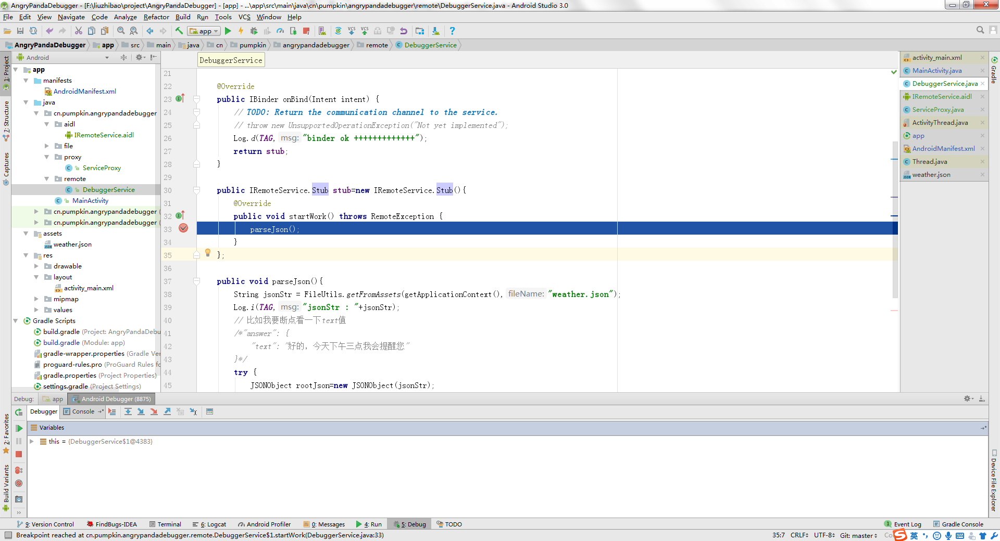 AngryPandaDebugger - [F:\liuzhibao\project\AngryPandaDebugger] - [app] - ...\app\src\main\java\cn\pumpkin\angrypandadebugger\remote\DebuggerService.java - Android Studio 3.0
File Edit View Navigate Code Analyze Refactor Build Run Tools VCS Window Help
app
AngryPandaDebugger app src main java cn pumpkin angrypandadebugger remote DebuggerService
1: Project
7: Structure
Captures
2: Favorites
Build Variants
Android
app
manifests
AndroidManifest.xml
java
cn.pumpkin.angrypandadebugger
aidl
IRemoteService.aidl
file
proxy
ServiceProxy
remote
DebuggerService
MainActivity
cn.pumpkin.angrypandadebugger (
cn.pumpkin.angrypandadebugger (
assets
weather.json
res
drawable
layout
activity_main.xml
mipmap
values
Gradle Scripts
build.gradle (Project: AngryPandaDebu
build.gradle (Module: app)
gradle-wrapper.properties (Gradle Ver
proguard-rules.pro (ProGuard Rules fo
gradle.properties (Project Properties)
settings.gradle (Project Settings)
DebuggerService
21
22 @Override
23 public IBinder onBind(Intent intent) {
24 // TODO: Return the communication channel to the service.
25 // throw new UnsupportedOperationException("Not yet implemented");
26 Log.d(TAG, msg: "binder ok +++++++++++++");
27 return stub;
28 }
29
30 public IRemoteService.Stub stub=new IRemoteService.Stub(){
31 @Override
32 public void startWork() throws RemoteException {
33 parseJson();
34 }
35 };
36
37 public void parseJson(){
38 String jsonStr = FileUtils.getFromAssets(getApplicationContext(), fileName: "weather.json");
39 Log.i(TAG, msg: "jsonStr : "+jsonStr);
40 // 比如我要断点看一下text值
41 /*"answer": {
42 "text": "好的，今天下午三点我会提醒您"
43 }*/
44 try {
45 JSONObject rootJson=new JSONObject(jsonStr);
activity_main.xml
MainActivity.java
DebuggerService.java
IRemoteService.aidl
ServiceProxy.java
ActivityThread.java
app
AndroidManifest.xml
Thread.java
weather.json
Gradle
Device File Explorer
Debug: app Android Debugger (8875)
Debugger Console
Variables
this = {DebuggerService$1@4383}
9: Version Control FindBugs-IDEA Terminal 6: Logcat Android Profiler 0: Messages 4: Run 5: Debug TODO 1 Event Log Gradle Console
Breakpoint reached at cn.pumpkin.angrypandadebugger.remote.DebuggerService$1.startWork(DebuggerService.java:33) 35:7 CRLF UTF-8 Git: master Co S 英